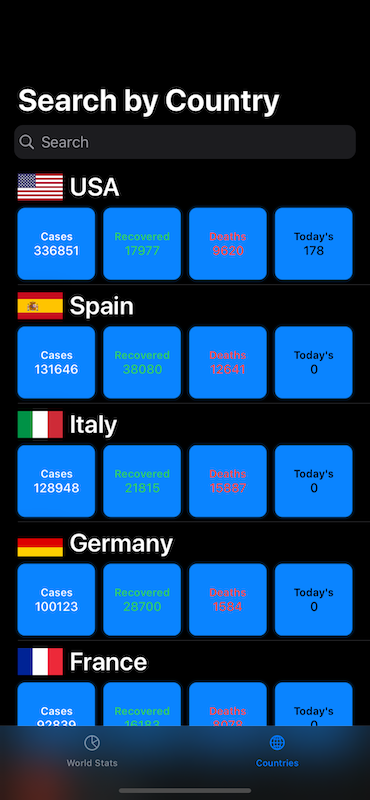 Search by Country
Search
USA
Cases Recovered Deaths Today's
336851 17977 9620 178
Spain
Cases Recovered Deaths Today's
131646 38080 12641 0
Italy
Cases Recovered Deaths Today's
128948 21815 15887 0
Germany
Cases Recovered Deaths Today's
100123 28700 1584 0
France
Cases Recovered Deaths Today's
92839 16183 8078 0
World Stats Countries